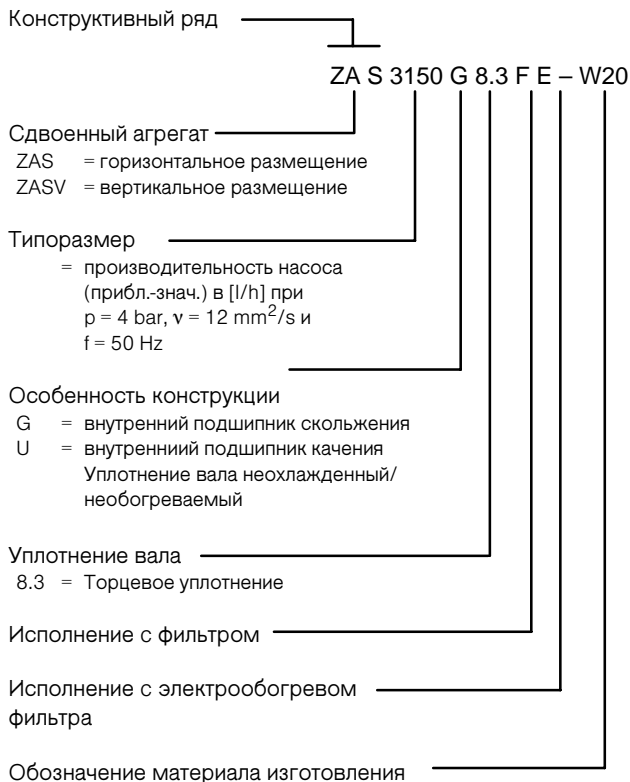 Конструктивный ряд
ZA S 3150 G 8.3 F E – W20
Сдвоенный агрегат
ZAS = горизонтальное размещение
ZASV = вертикальное размещение
Типоразмер
= производительность насоса
(прибл.-знач.) в [l/h] при
p = 4 bar, ν = 12 mm²/s и
f = 50 Hz
Особенность конструкции
G = внутренний подшипник скольжения
U = внутренниий подшипник качения
Уплотнение вала неохлажденный/
необогреваемый
Уплотнение вала
8.3 = Торцевое уплотнение
Исполнение с фильтром
Исполнение с электрообогревом
фильтра
Обозначение материала изготовления